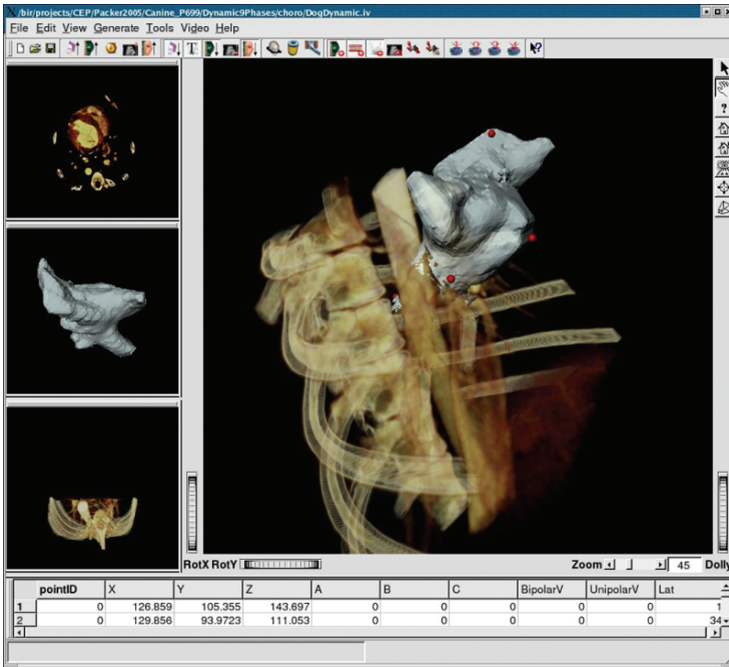 /bir/projects/CEP/Packer2005/Canine_P699/Dynamic9Phases/choro/DogDynamic.iv
File Edit View Generate Tools Video Help
RotX RotY Zoom 45 Dolly
pointID X Y Z A B C BipolarV UnipolarV Lat
1 0 126.859 105.355 143.697 0 0 0 0 0 1
2 0 129.856 93.9723 111.053 0 0 0 0 0 34